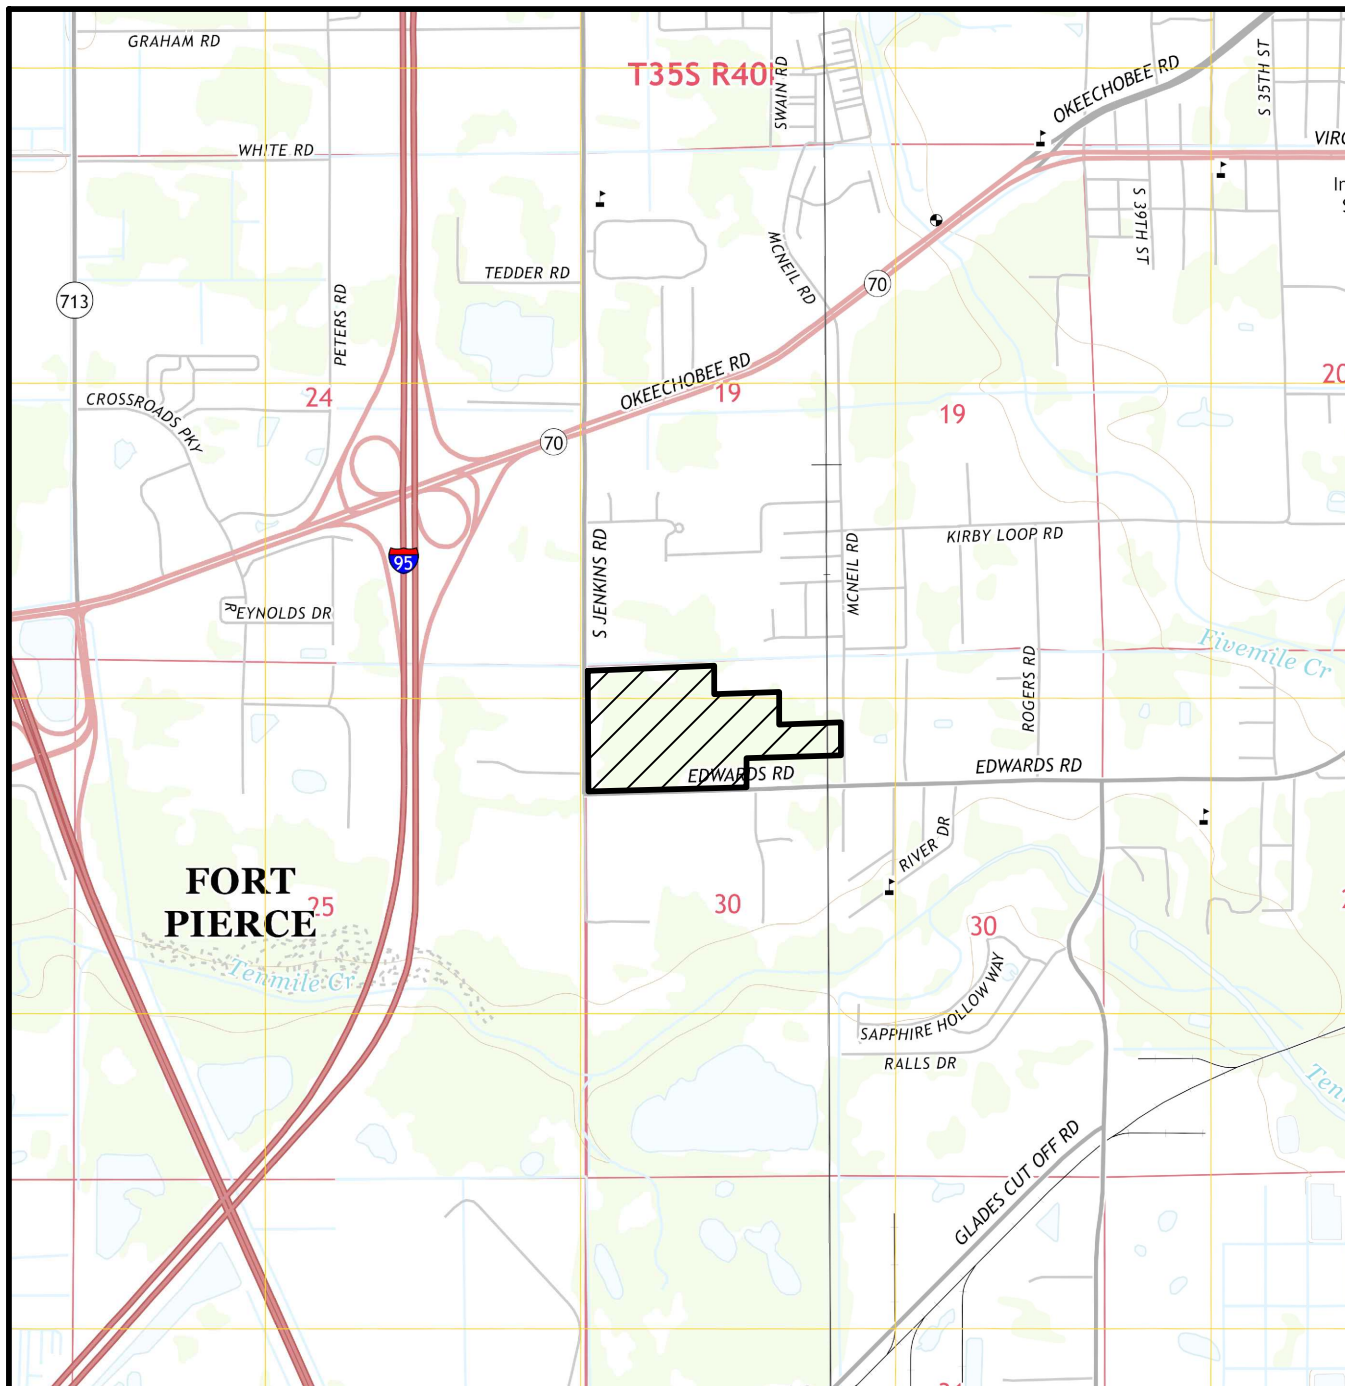 GRAHAM RD
T35S R40
SWAIN RD
OKEECHOBEE RD
S 35TH ST
WHITE RD
S 39TH ST
MCNEIL RD
TEDDER RD
713
70
PETERS RD
OKEECHOBEE RD
24
19
19
20
CROSSROADS PKY
70
S JENKINS RD
KIRBY LOOP RD
MCNEIL RD
95
REYNOLDS DR
Fivemile Cr
ROGERS RD
EDWARDS RD
EDWARDS RD
RIVER DR
FORT
PIERCE
25
30
30
Tenmile Cr
SAPPHIRE HOLLOW WAY
RALLS DR
GLADES CUT OFF RD